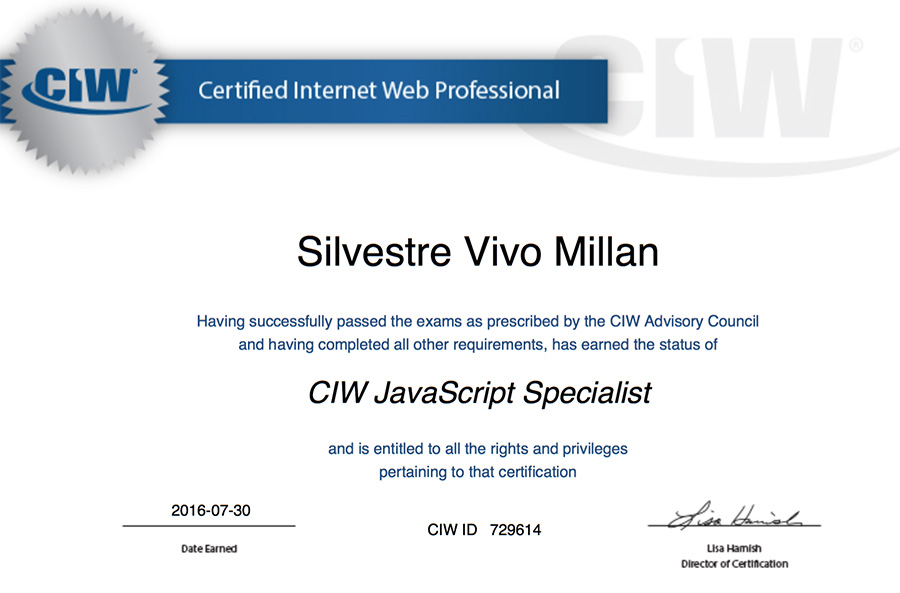 CIW®
Certified Internet Web Professional
CIW®
Silvestre Vivo Millan
Having successfully passed the exams as prescribed by the CIW Advisory Council
and having completed all other requirements, has earned the status of
CIW JavaScript Specialist
and is entitled to all the rights and privileges
pertaining to that certification
2016-07-30
Date Earned
CIW ID 729614
Lisa Hamish
Lisa Hamish
Director of Certification